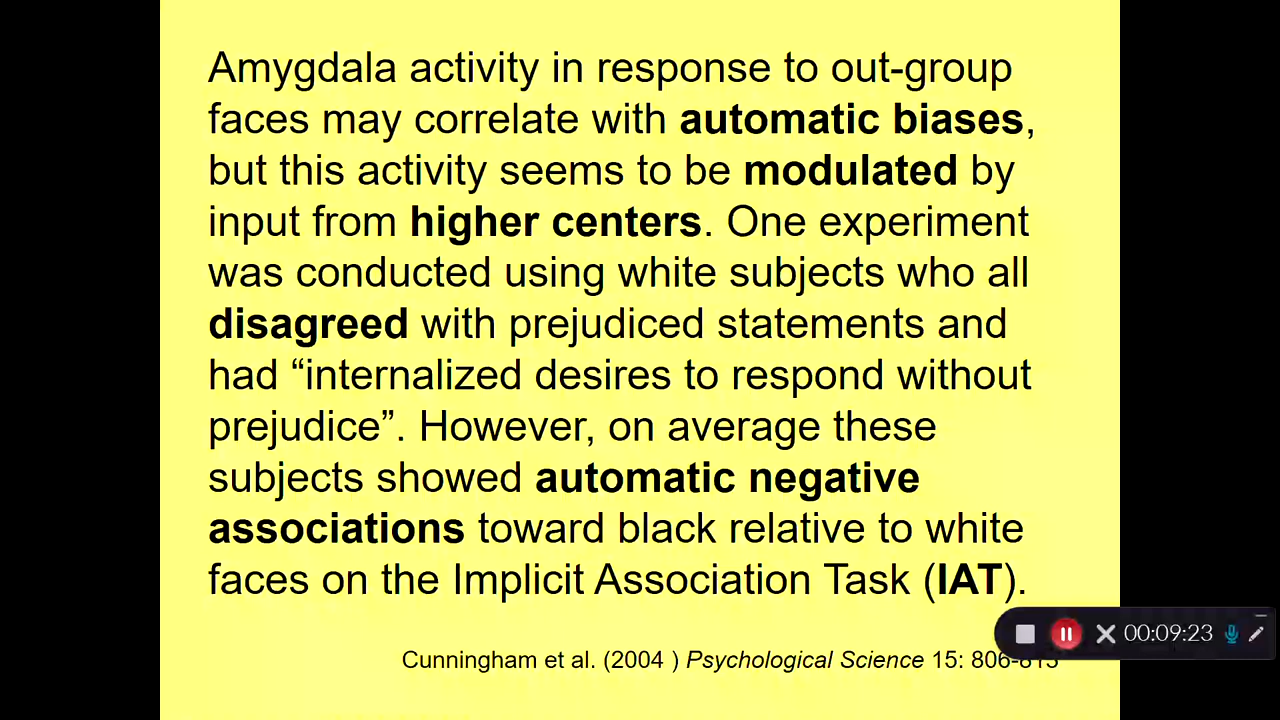 Amygdala activity in response to out-group
faces may correlate with automatic biases,
but this activity seems to be modulated by
input from higher centers. One experiment
was conducted using white subjects who all
disagreed with prejudiced statements and
had “internalized desires to respond without
prejudice”. However, on average these
subjects showed automatic negative
associations toward black relative to white
faces on the Implicit Association Task (IAT).
00:09:23
Cunningham et al. (2004 ) Psychological Science 15: 806-813